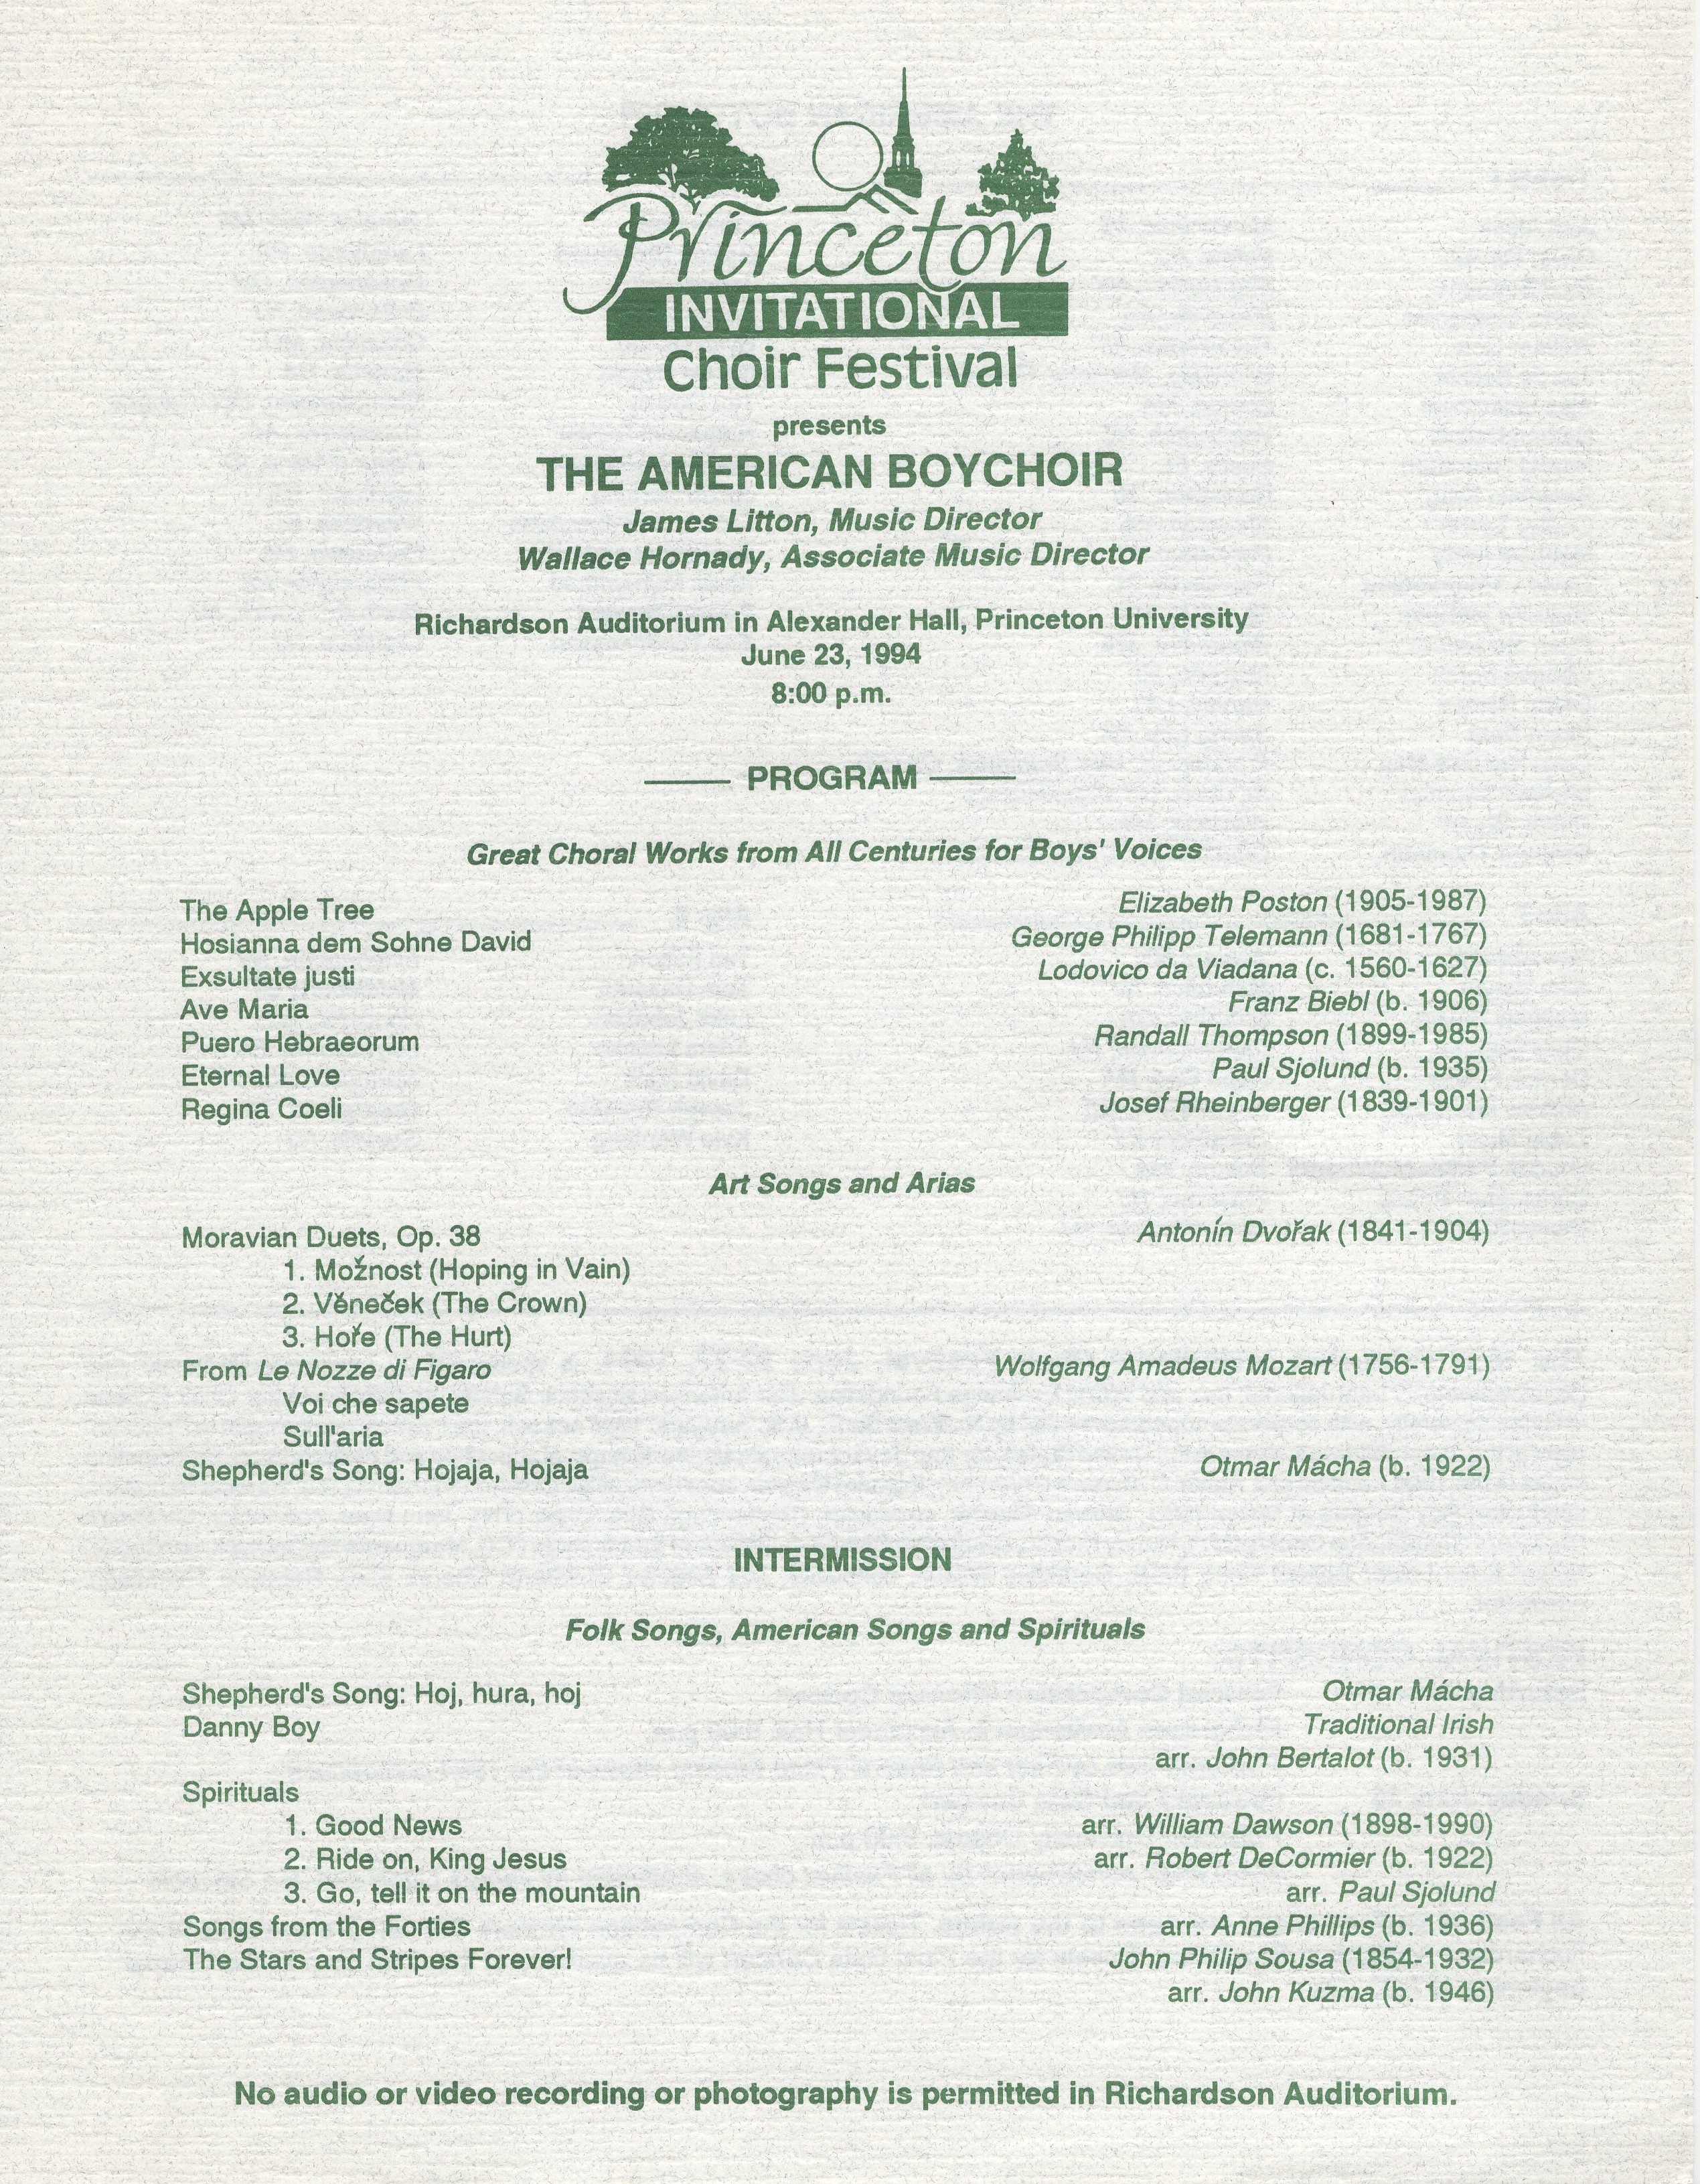 Princeton
INVITATIONAL
Choir Festival
presents
THE AMERICAN BOYCHOIR
James Litton, Music Director
Wallace Hornady, Associate Music Director
Richardson Auditorium in Alexander Hall, Princeton University
June 23, 1994
8:00 p.m.
PROGRAM
Great Choral Works from All Centuries for Boys' Voices
The Apple Tree Elizabeth Poston (1905-1987)
Hosianna dem Sohne David George Philipp Telemann (1681-1767)
Exsultate justi Lodovico da Viadana (c. 1560-1627)
Ave Maria Franz Biebl (b. 1906)
Puero Hebraeorum Randall Thompson (1899-1985)
Eternal Love Paul Sjolund (b. 1935)
Regina Coeli Josef Rheinberger (1839-1901)
Art Songs and Arias
Moravian Duets, Op. 38 Antonín Dvořak (1841-1904)
1. Možnost (Hoping in Vain)
2. Věneček (The Crown)
3. Hoře (The Hurt)
From Le Nozze di Figaro Wolfgang Amadeus Mozart (1756-1791)
Voi che sapete
Sull'aria
Shepherd's Song: Hojaja, Hojaja Otmar Mácha (b. 1922)
INTERMISSION
Folk Songs, American Songs and Spirituals
Shepherd's Song: Hoj, hura, hoj Otmar Mácha
Danny Boy Traditional Irish
arr. John Bertalot (b. 1931)
Spirituals
1. Good News arr. William Dawson (1898-1990)
2. Ride on, King Jesus arr. Robert DeCormier (b. 1922)
3. Go, tell it on the mountain arr. Paul Sjolund
Songs from the Forties arr. Anne Phillips (b. 1936)
The Stars and Stripes Forever! John Philip Sousa (1854-1932)
arr. John Kuzma (b. 1946)
No audio or video recording or photography is permitted in Richardson Auditorium.